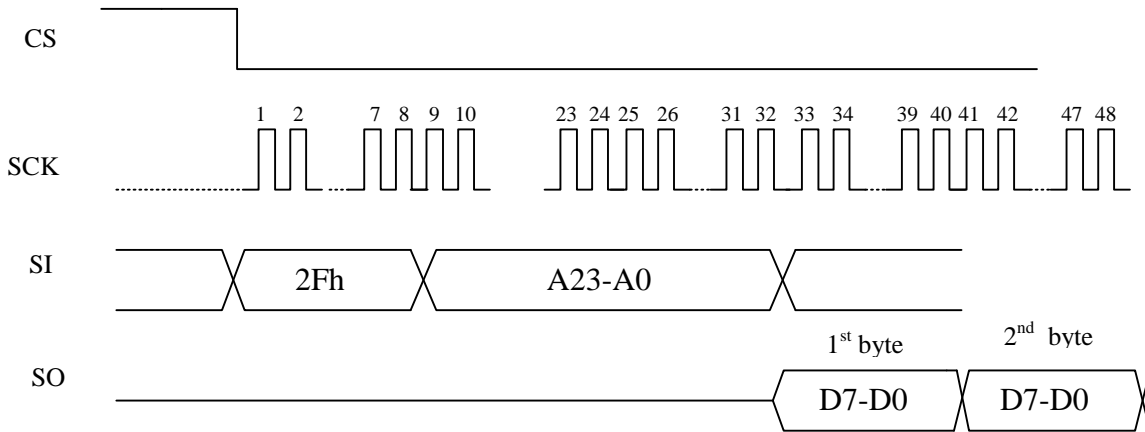 CS
1 2 7 8 9 10 23 24 25 26 31 32 33 34 39 40 41 42 47 48
SCK
SI
2Fh A23-A0
1st byte 2nd byte
SO
D7-D0 D7-D0